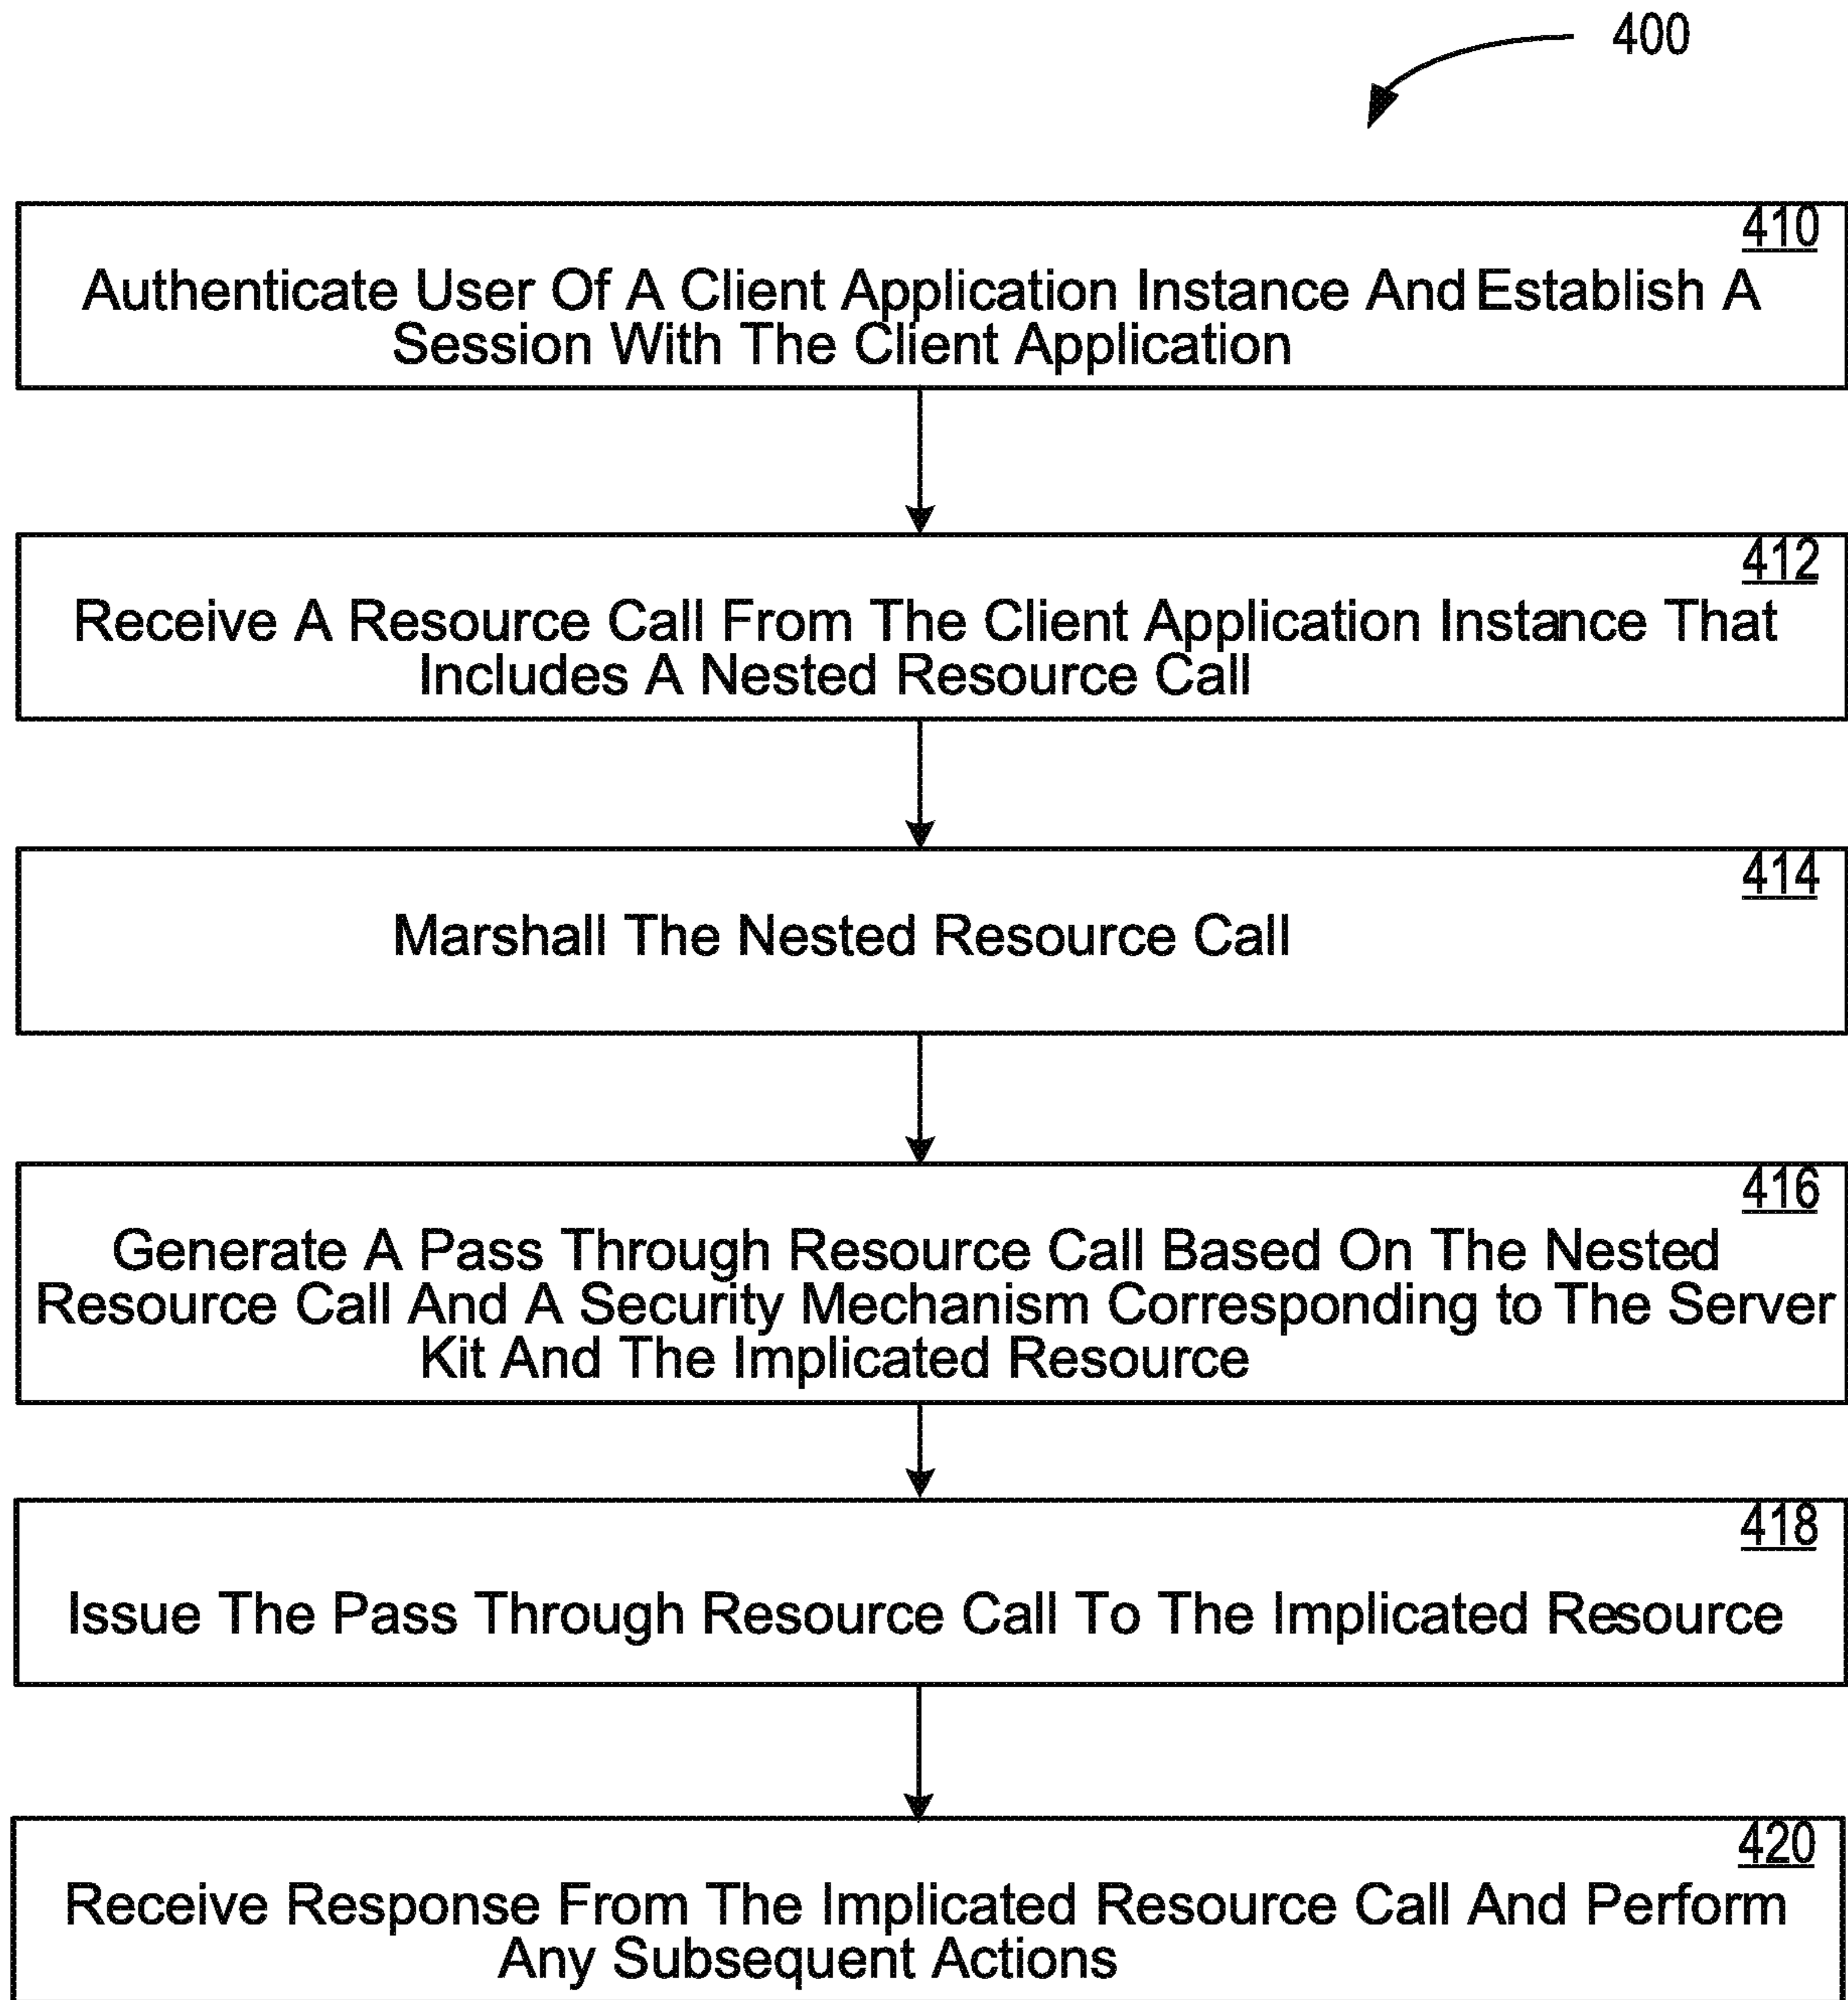 400
410
Authenticate User Of A Client Application Instance And Establish A
Session With The Client Application
412
Receive A Resource Call From The Client Application Instance That
Includes A Nested Resource Call
414
Marshall The Nested Resource Call
416
Generate A Pass Through Resource Call Based On The Nested
Resource Call And A Security Mechanism Corresponding to The Server
Kit And The Implicated Resource
418
Issue The Pass Through Resource Call To The Implicated Resource
420
Receive Response From The Implicated Resource Call And Perform
Any Subsequent Actions